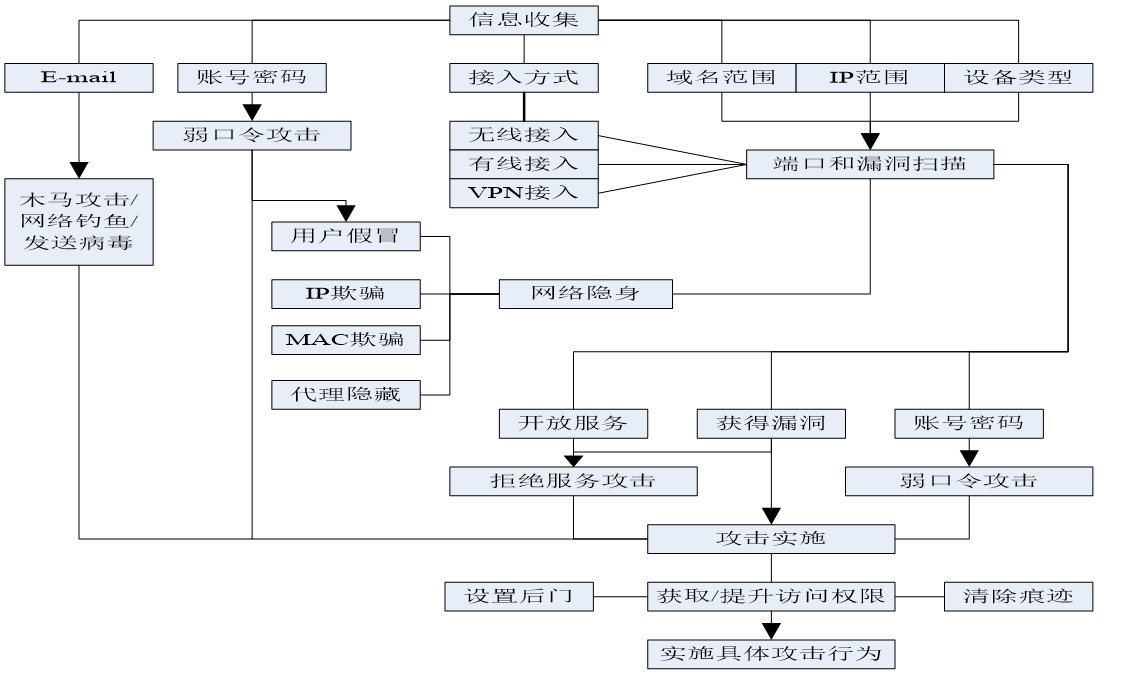 信息收集
E-mail
账号密码
接入方式
域名范围
IP范围
设备类型
弱口令攻击
无线接入
有线接入
VPN接入
端口和漏洞扫描
木马攻击/
网络钓鱼/
发送病毒
用户假冒
IP欺骗
网络隐身
MAC欺骗
代理隐藏
开放服务
获得漏洞
账号密码
拒绝服务攻击
弱口令攻击
攻击实施
设置后门
获取/提升访问权限
清除痕迹
实施具体攻击行为